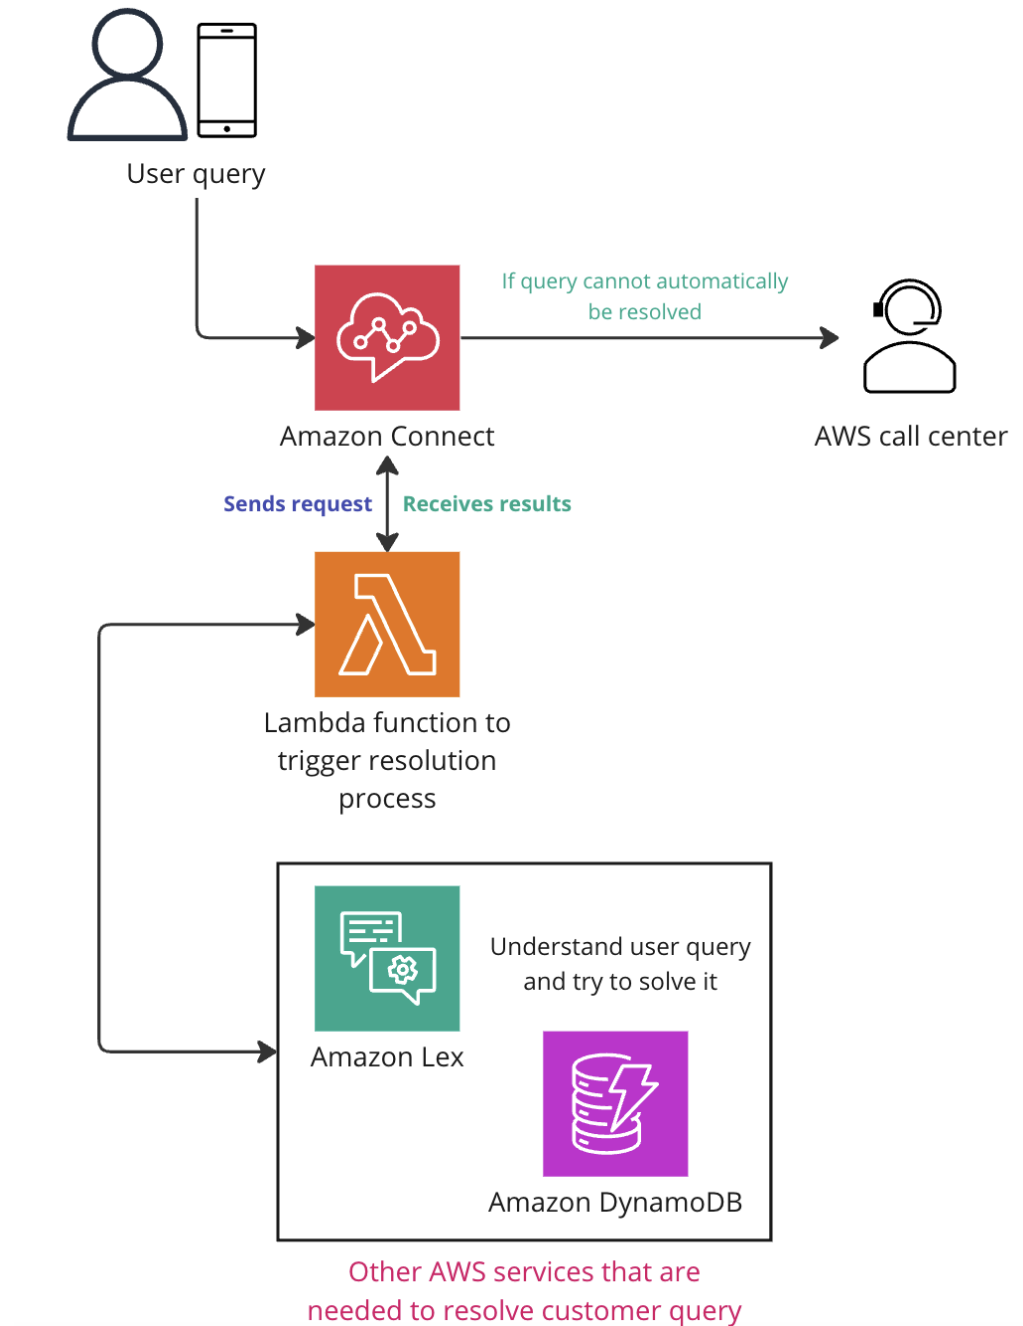 User query
If query cannot automatically
be resolved
Amazon Connect
AWS call center
Sends request
Receives results
Lambda function to
trigger resolution
process
Understand user query
and try to solve it
Amazon Lex
Amazon DynamoDB
Other AWS services that are
needed to resolve customer query